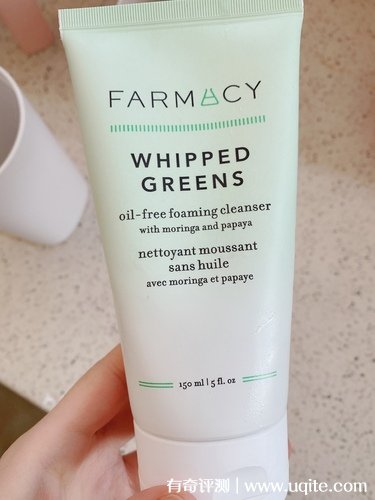 FARMACY
WHIPPED
GREENS
oil-free foaming cleanser
with moringa and papaya
nettoyant moussant
sans huile
avec moringa et papaye
150 ml | 5 fl. oz
有奇评测 | www.uqite.com